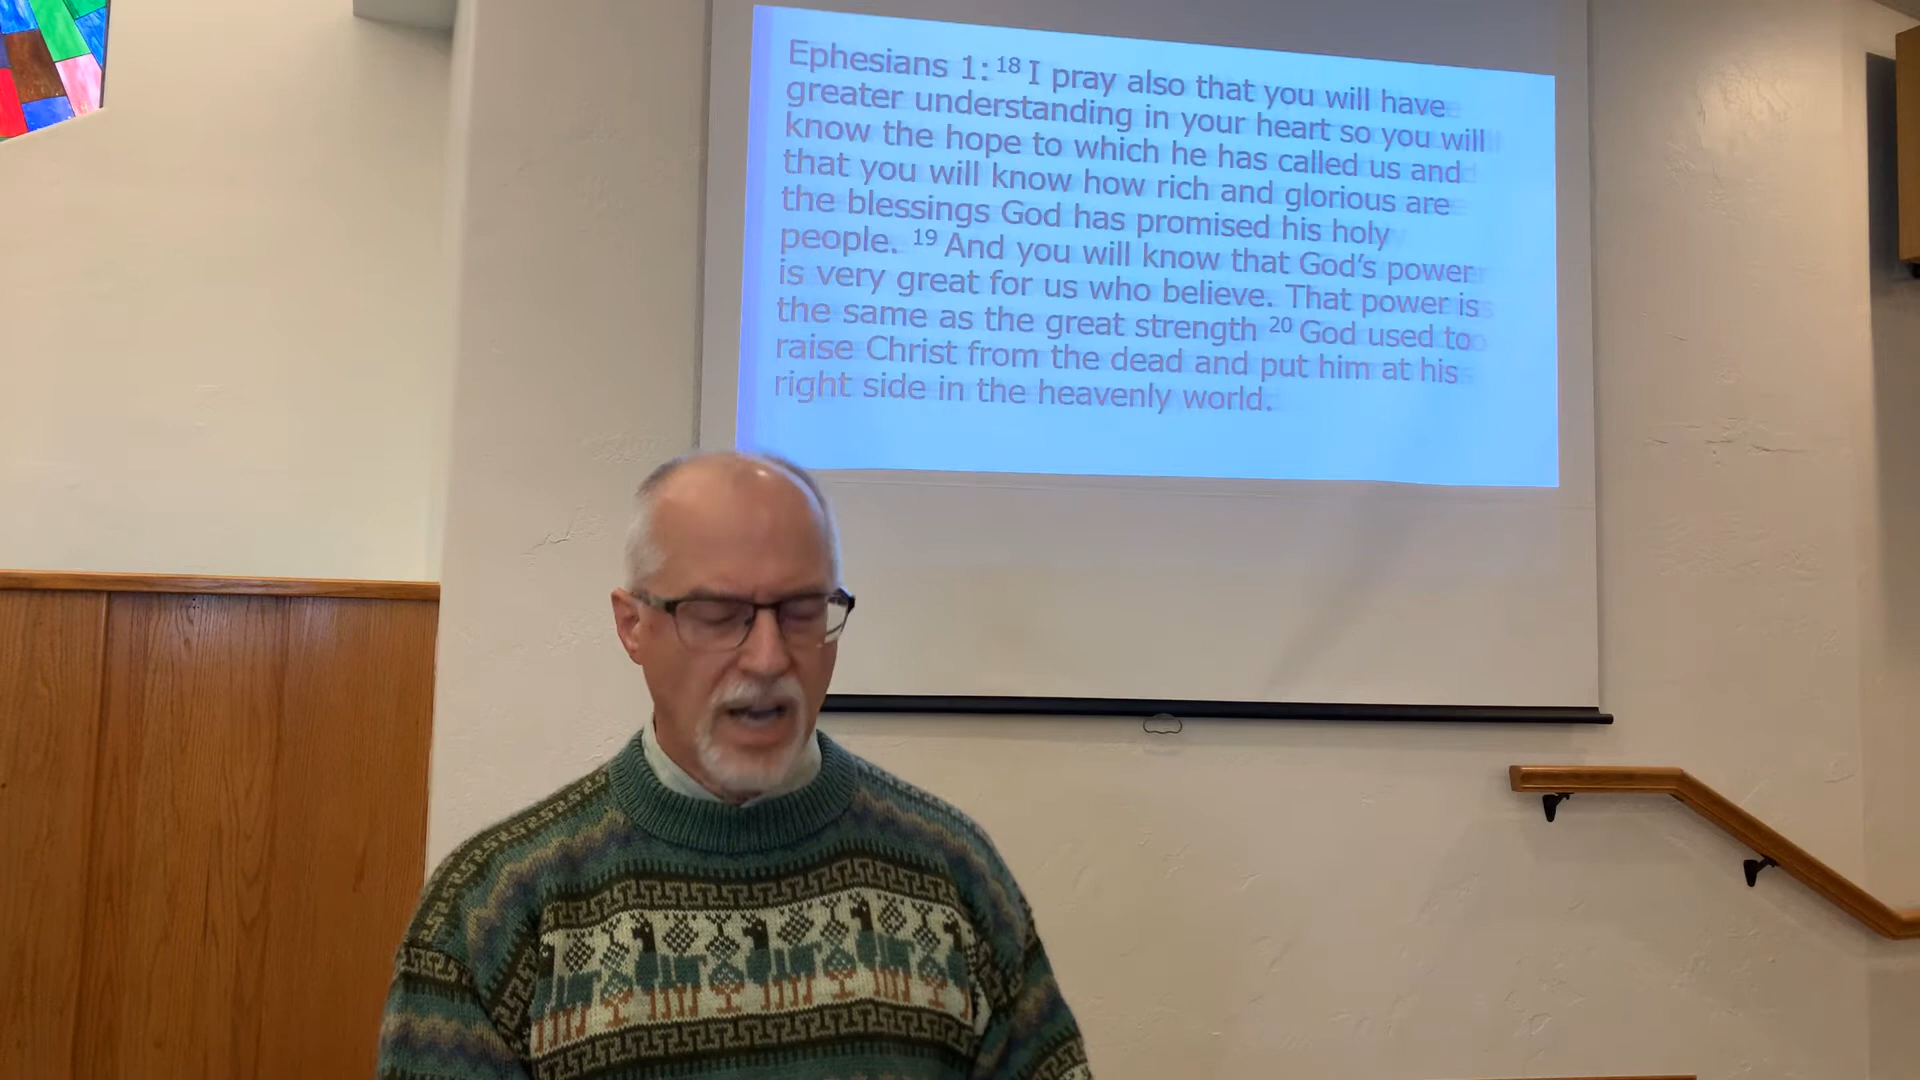 Ephesians 1: 18 I pray also that you will have
greater understanding in your heart so you will
know the hope to which he has called us and
that you will know how rich and glorious are
the blessings God has promised his holy
people. 19 And you will know that God's power
is very great for us who believe. That power is
the same as the great strength 20 God used to
raise Christ from the dead and put him at his
right side in the heavenly world.